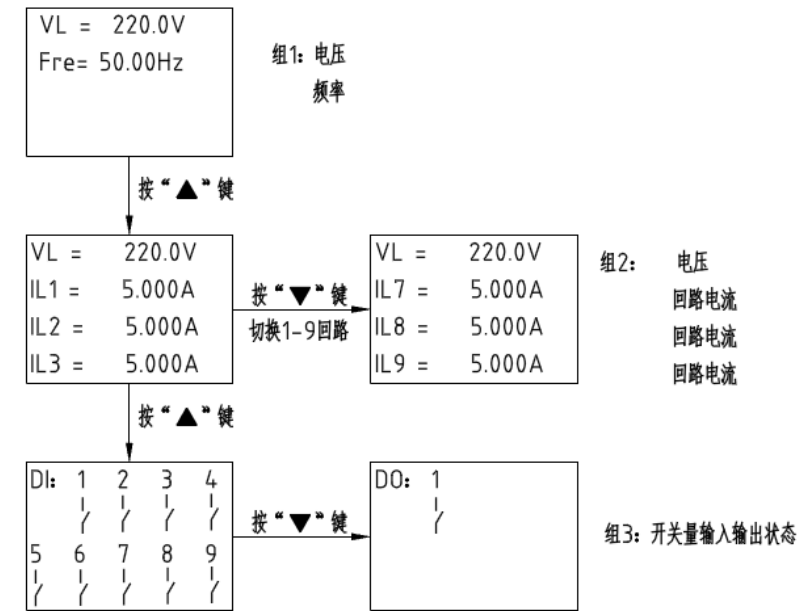 VL = 220.0V
Fre= 50.00Hz
组1: 电压
频率
按“▲”键
VL = 220.0V
IL1 = 5.000A
IL2 = 5.000A
IL3 = 5.000A
按“▼”键
切换1-9回路
VL = 220.0V
IL7 = 5.000A
IL8 = 5.000A
IL9 = 5.000A
组2: 电压
回路电流
回路电流
回路电流
按“▲”键
DI: 1 2 3 4
5 6 7 8 9
按“▼”键
DO: 1
组3: 开关量输入输出状态